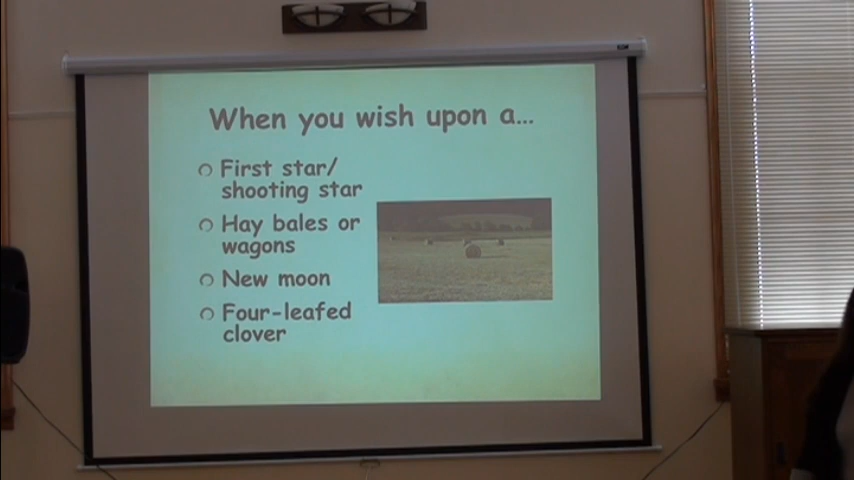 When you wish upon a...
First star/
shooting star
Hay bales or
wagons
New moon
Four-leafed
clover